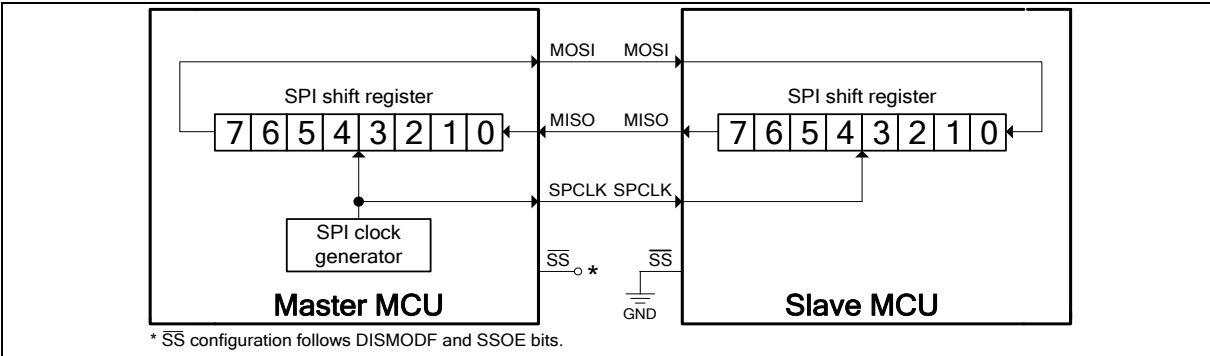 MOSI MOSI
SPI shift register SPI shift register
7 6 5 4 3 2 1 0 MISO MISO 7 6 5 4 3 2 1 0
SPCLK SPCLK
SPI clock
generator
SS * SS
GND
Master MCU Slave MCU
* SS configuration follows DISMODF and SSOE bits.